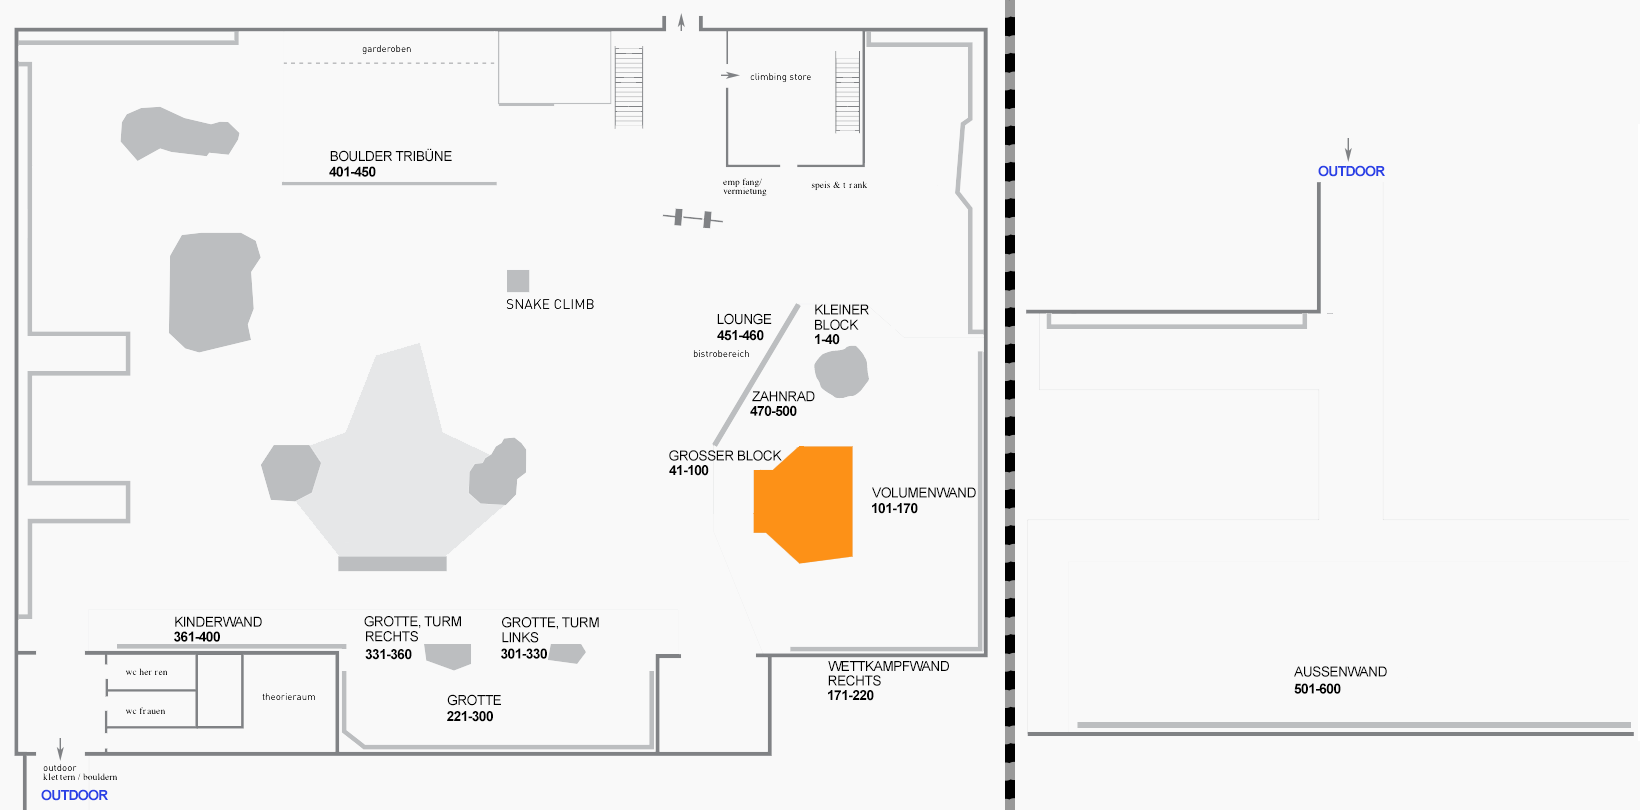 garderoben
climbing store
BOULDER TRIBÜNE
401-450
emp fang/
vermietung
speis & t rank
OUTDOOR
SNAKE CLIMB
LOUNGE
451-460
bistrobereich
KLEINER
BLOCK
1-40
ZAHNRAD
470-500
GROSSER BLOCK
41-100
VOLUMENWAND
101-170
KINDERWAND
361-400
GROTTE, TURM
RECHTS
331-360
GROTTE, TURM
LINKS
301-330
WETTKAMPFWAND
RECHTS
171-220
wc her ren
wc frauen
theorieraum
GROTTE
221-300
AUSSENWAND
501-600
outdoor
klet tern / bouldern
OUTDOOR